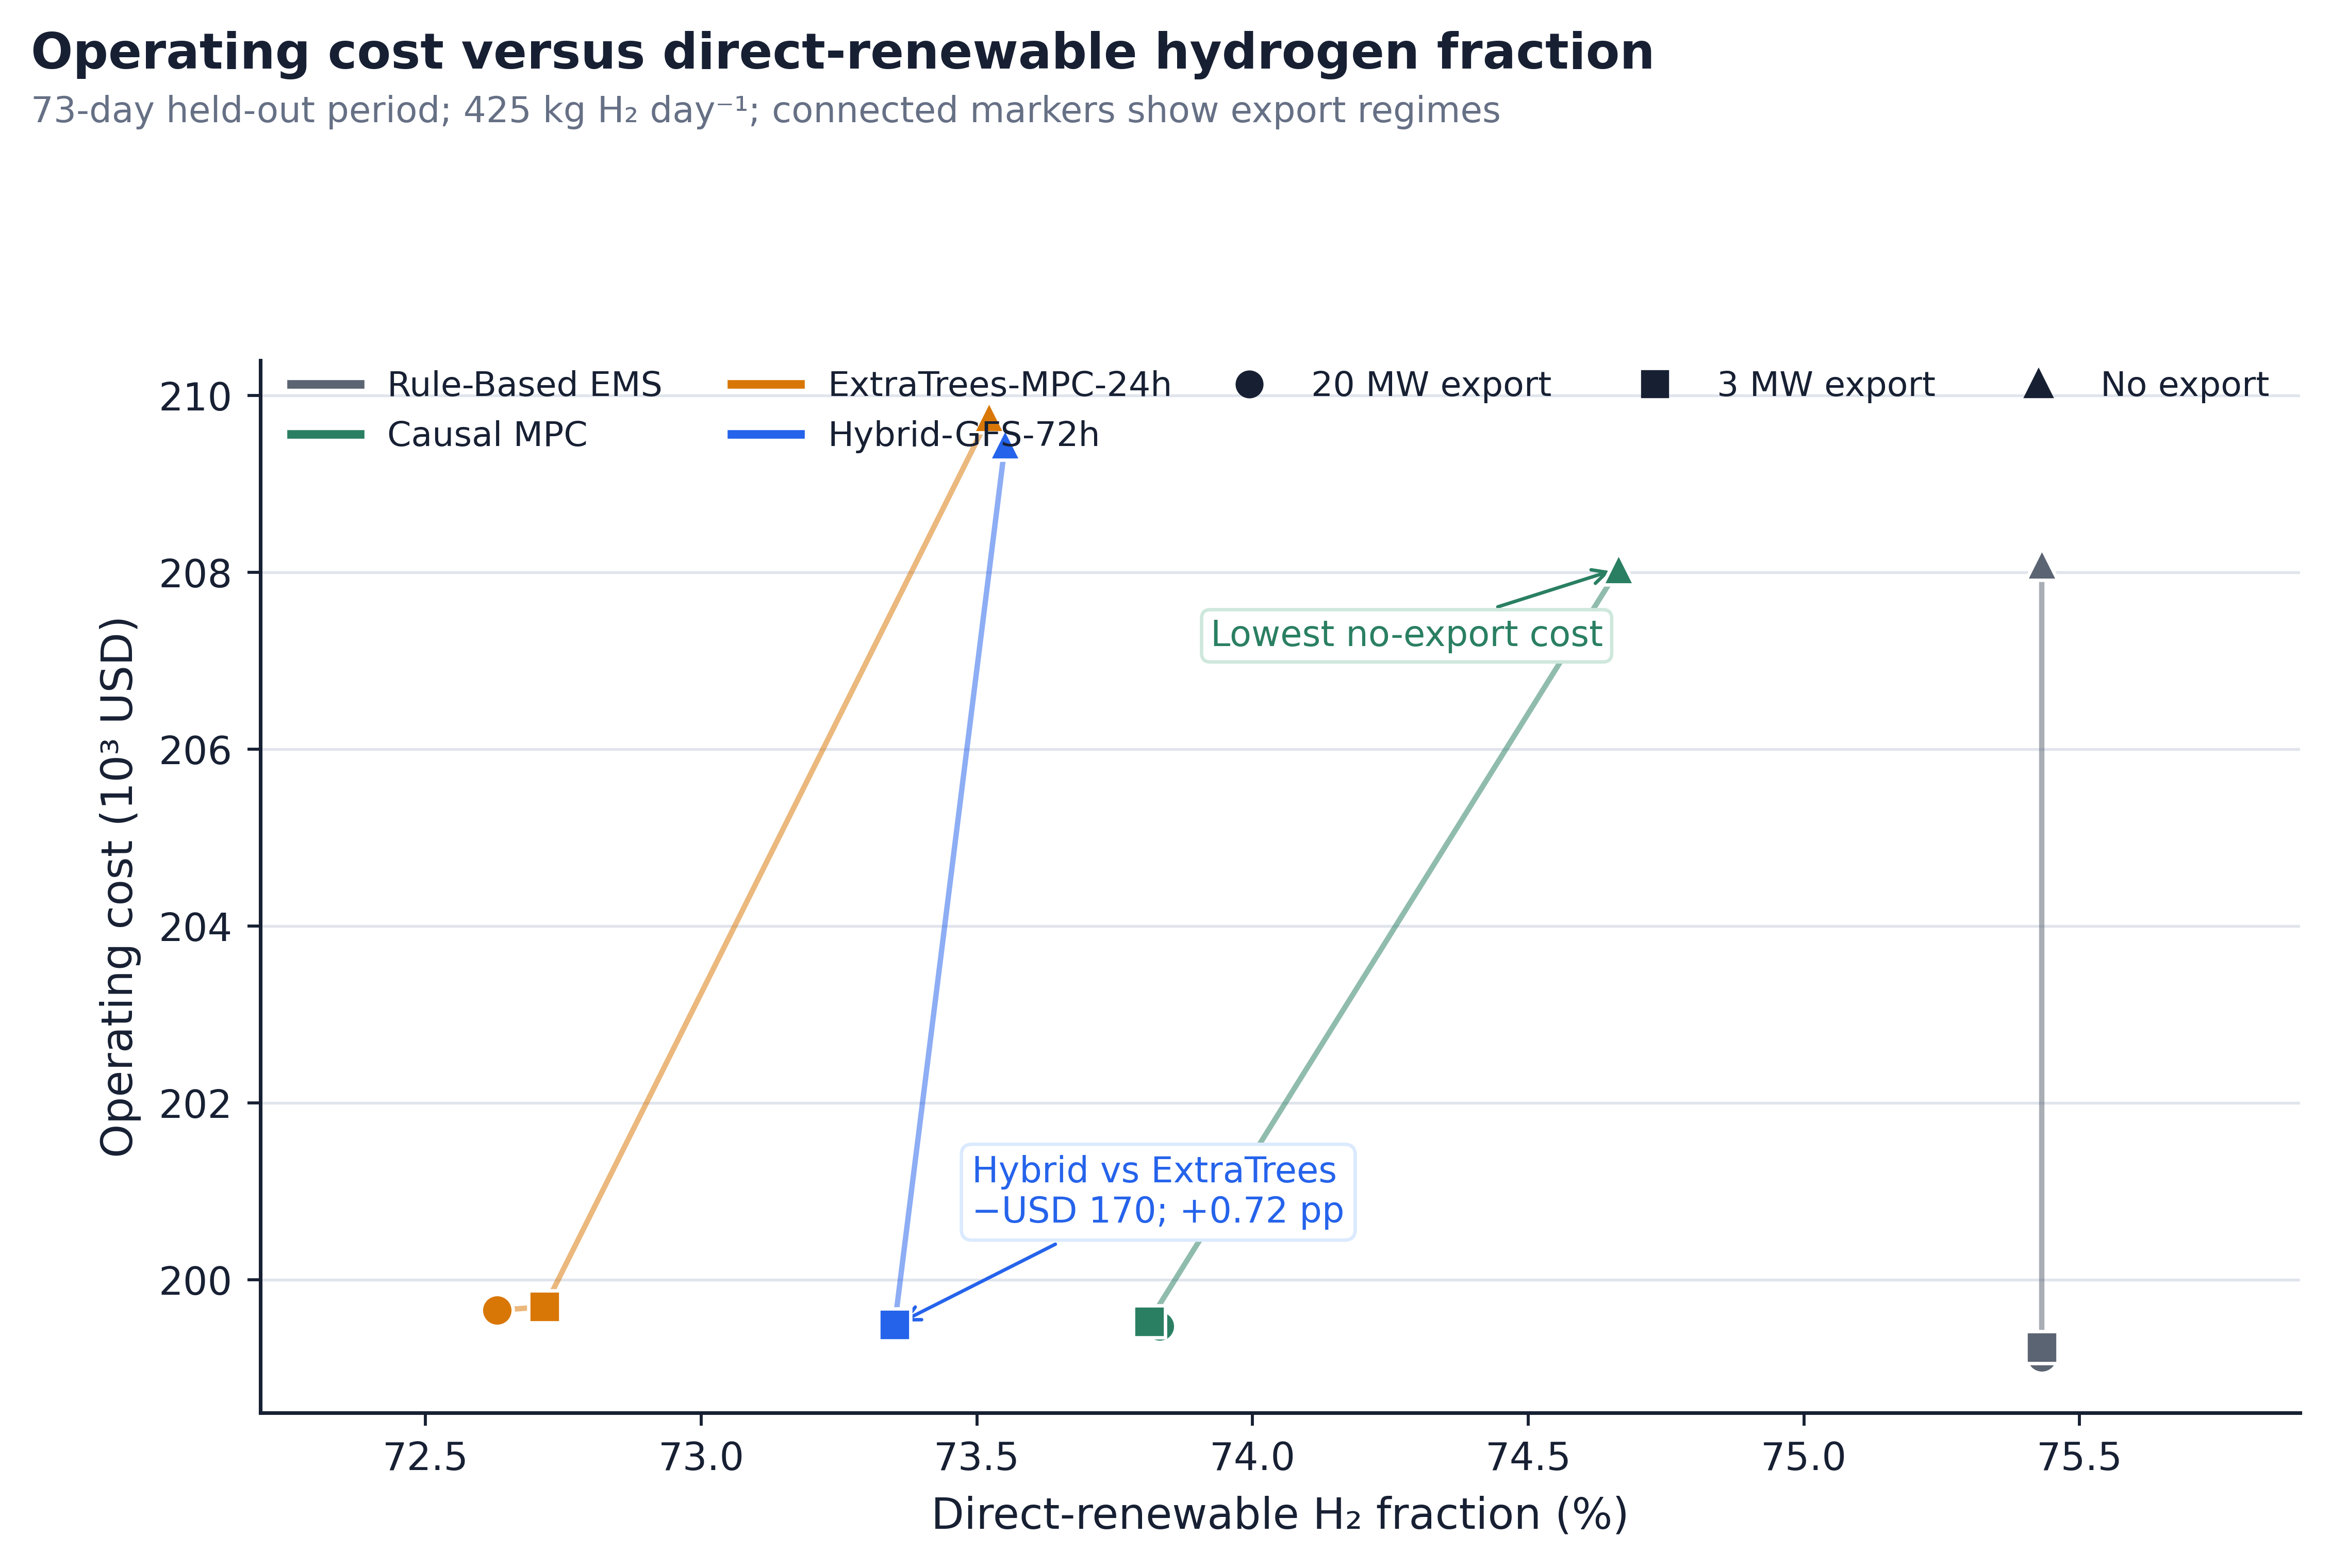 Operating cost versus direct-renewable hydrogen fraction
73-day held-out period; 425 kg H₂ day⁻¹; connected markers show export regimes
Rule-Based EMS
Causal MPC
ExtraTrees-MPC-24h
Hybrid-GFS-72h
20 MW export
3 MW export
No export
Operating cost (10³ USD)
210
208
206
204
202
200
Lowest no-export cost
Hybrid vs ExtraTrees
−USD 170; +0.72 pp
72.5
73.0
73.5
74.0
74.5
75.0
75.5
Direct-renewable H₂ fraction (%)